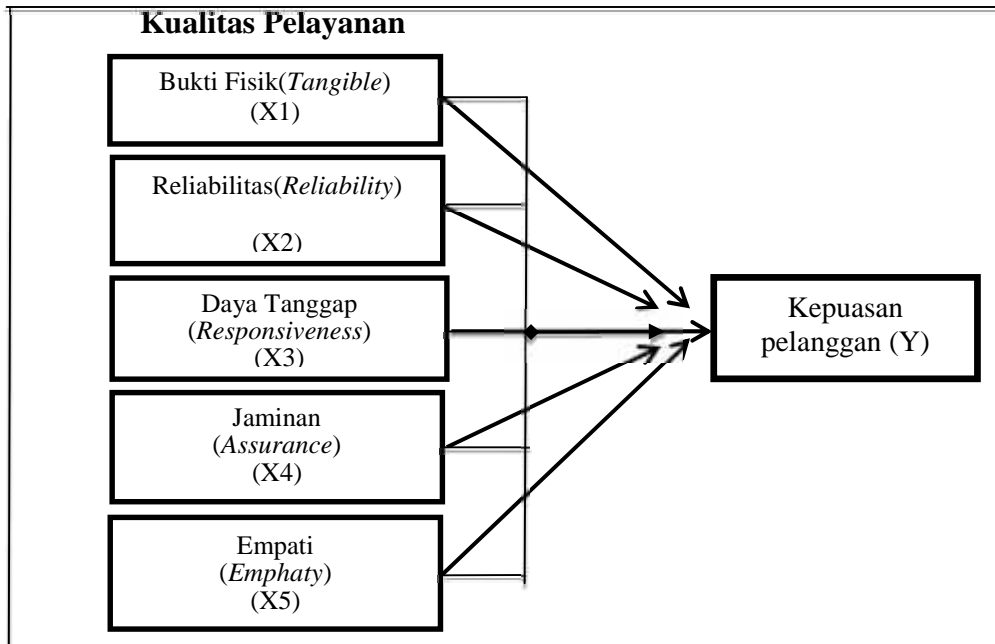 Kualitas Pelayanan
Bukti Fisik(Tangible)
(X1)
Reliabilitas(Reliability)
(X2)
Daya Tanggap
(Responsiveness)
(X3)
Jaminan
(Assurance)
(X4)
Empati
(Emphaty)
(X5)
Kepuasan
pelanggan (Y)